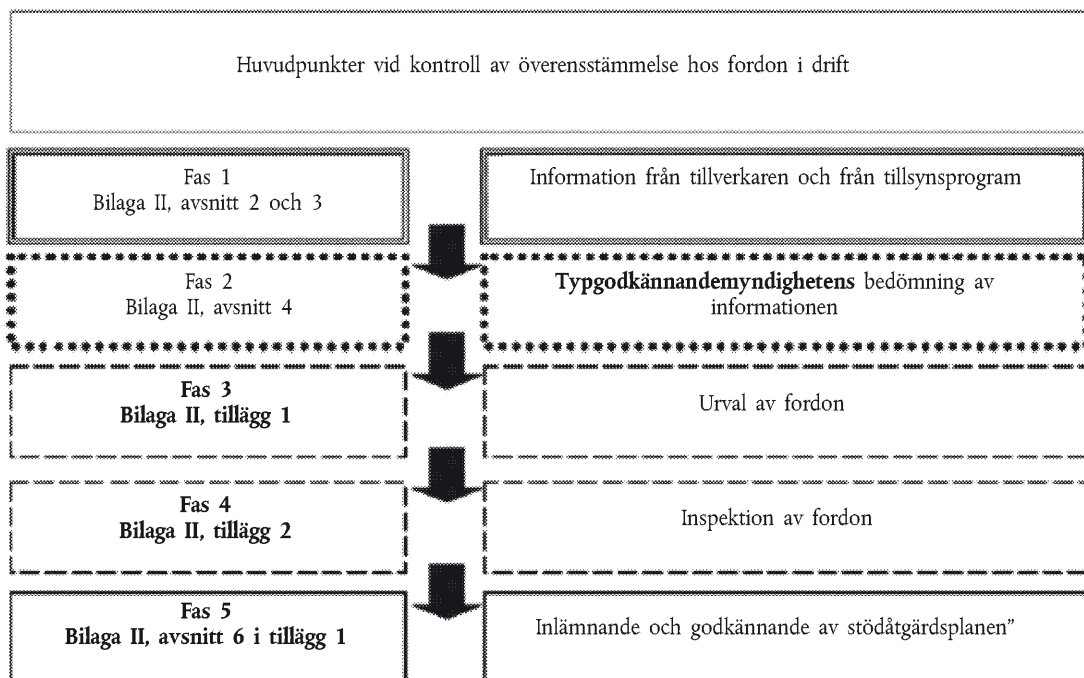 Huvudpunkter vid kontroll av överensstämmelse hos fordon i drift
Fas 1
Bilaga II, avsnitt 2 och 3
Information från tillverkaren och från tillsynsprogram
Fas 2
Bilaga II, avsnitt 4
Typgodkännandemyndighetens bedömning av
informationen
Fas 3
Bilaga II, tillägg 1
Urval av fordon
Fas 4
Bilaga II, tillägg 2
Inspektion av fordon
Fas 5
Bilaga II, avsnitt 6 i tillägg 1
Inlämnande och godkännande av stödåtgärdsplanen”